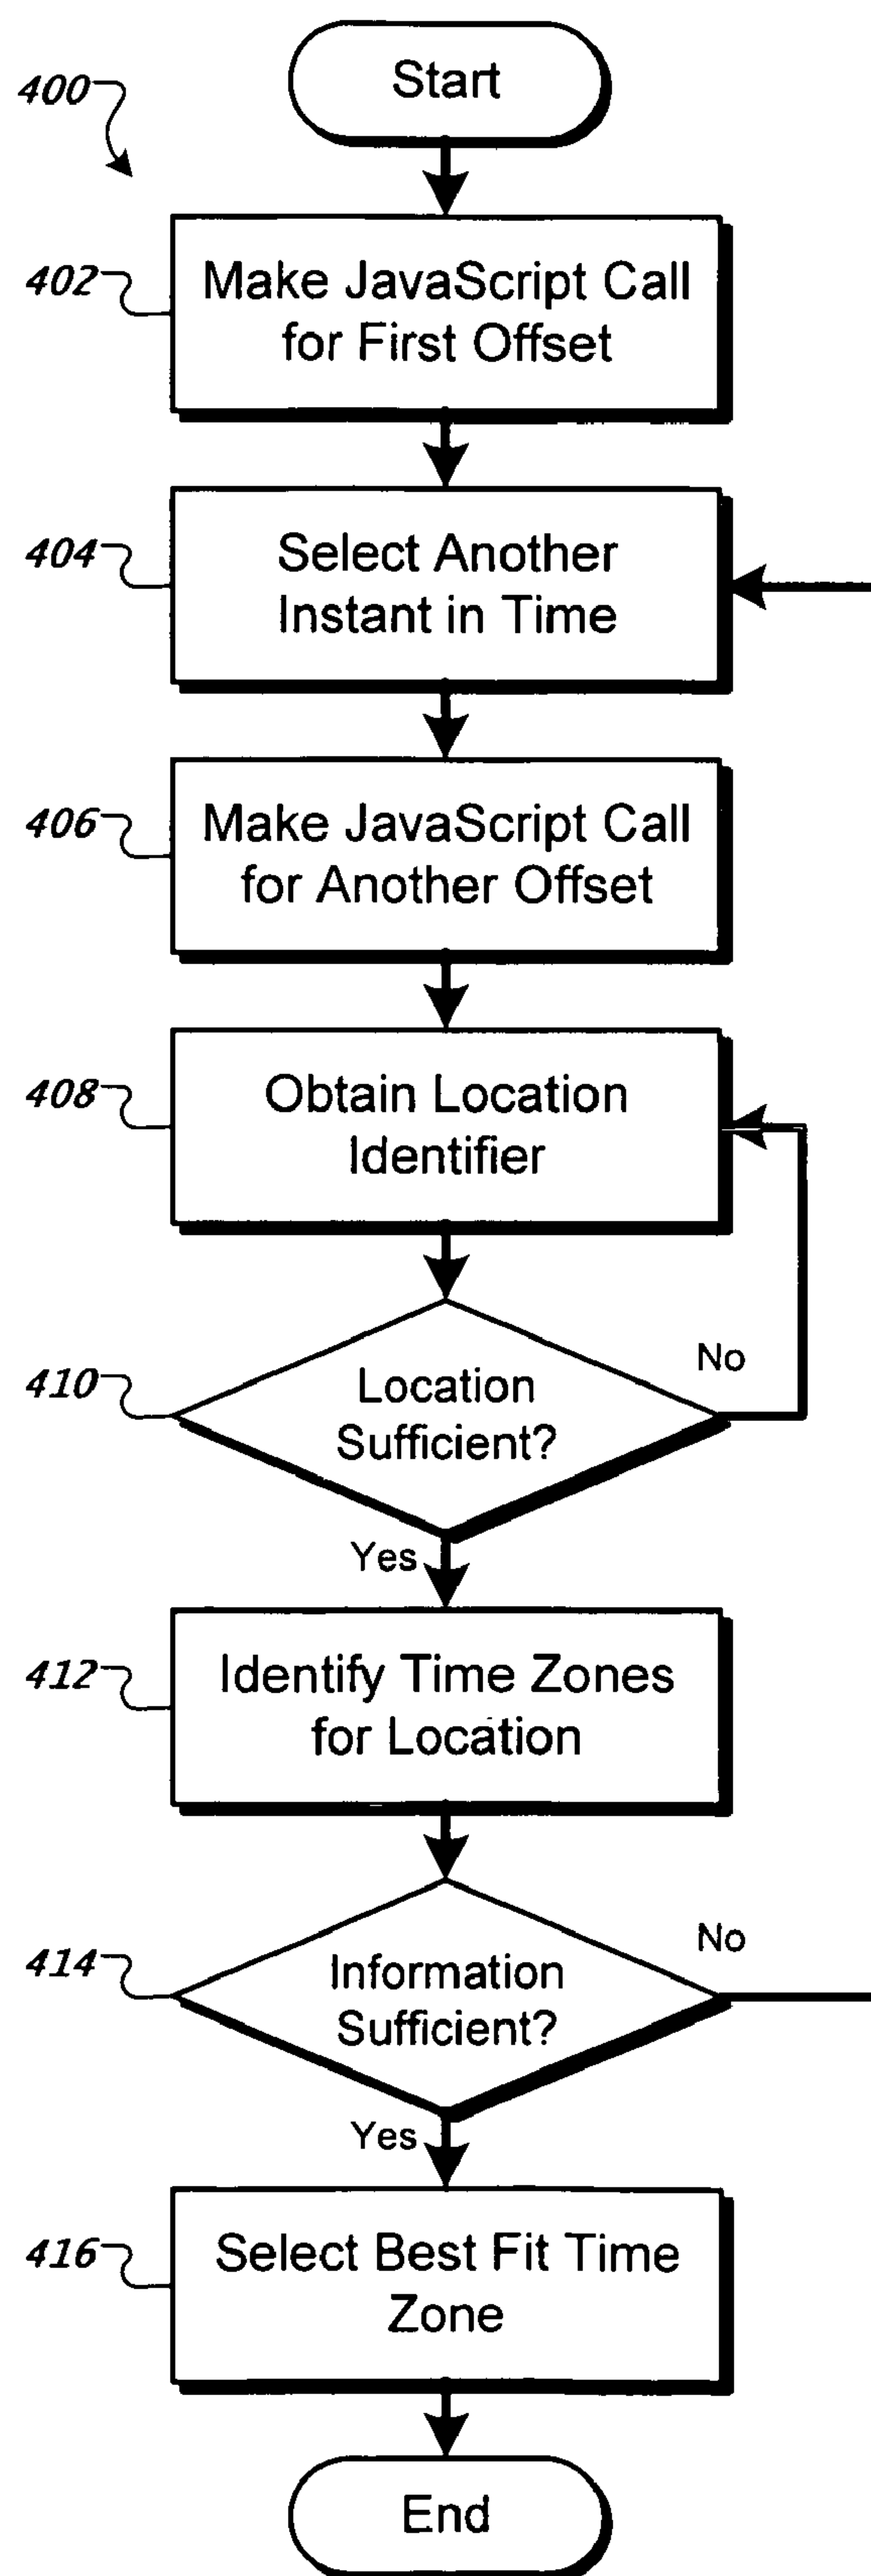 Start
400
402
Make JavaScript Call
for First Offset
404
Select Another
Instant in Time
406
Make JavaScript Call
for Another Offset
408
Obtain Location
Identifier
410
Location
Sufficient?
No
Yes
412
Identify Time Zones
for Location
414
Information
Sufficient?
No
Yes
416
Select Best Fit Time
Zone
End